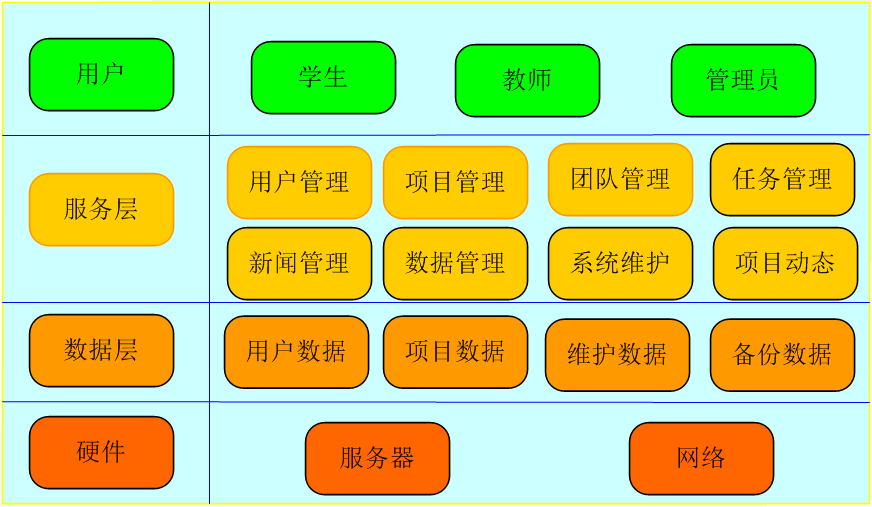 用户
学生
教师
管理员
服务层
用户管理
项目管理
团队管理
任务管理
新闻管理
数据管理
系统维护
项目动态
数据层
用户数据
项目数据
维护数据
备份数据
硬件
服务器
网络